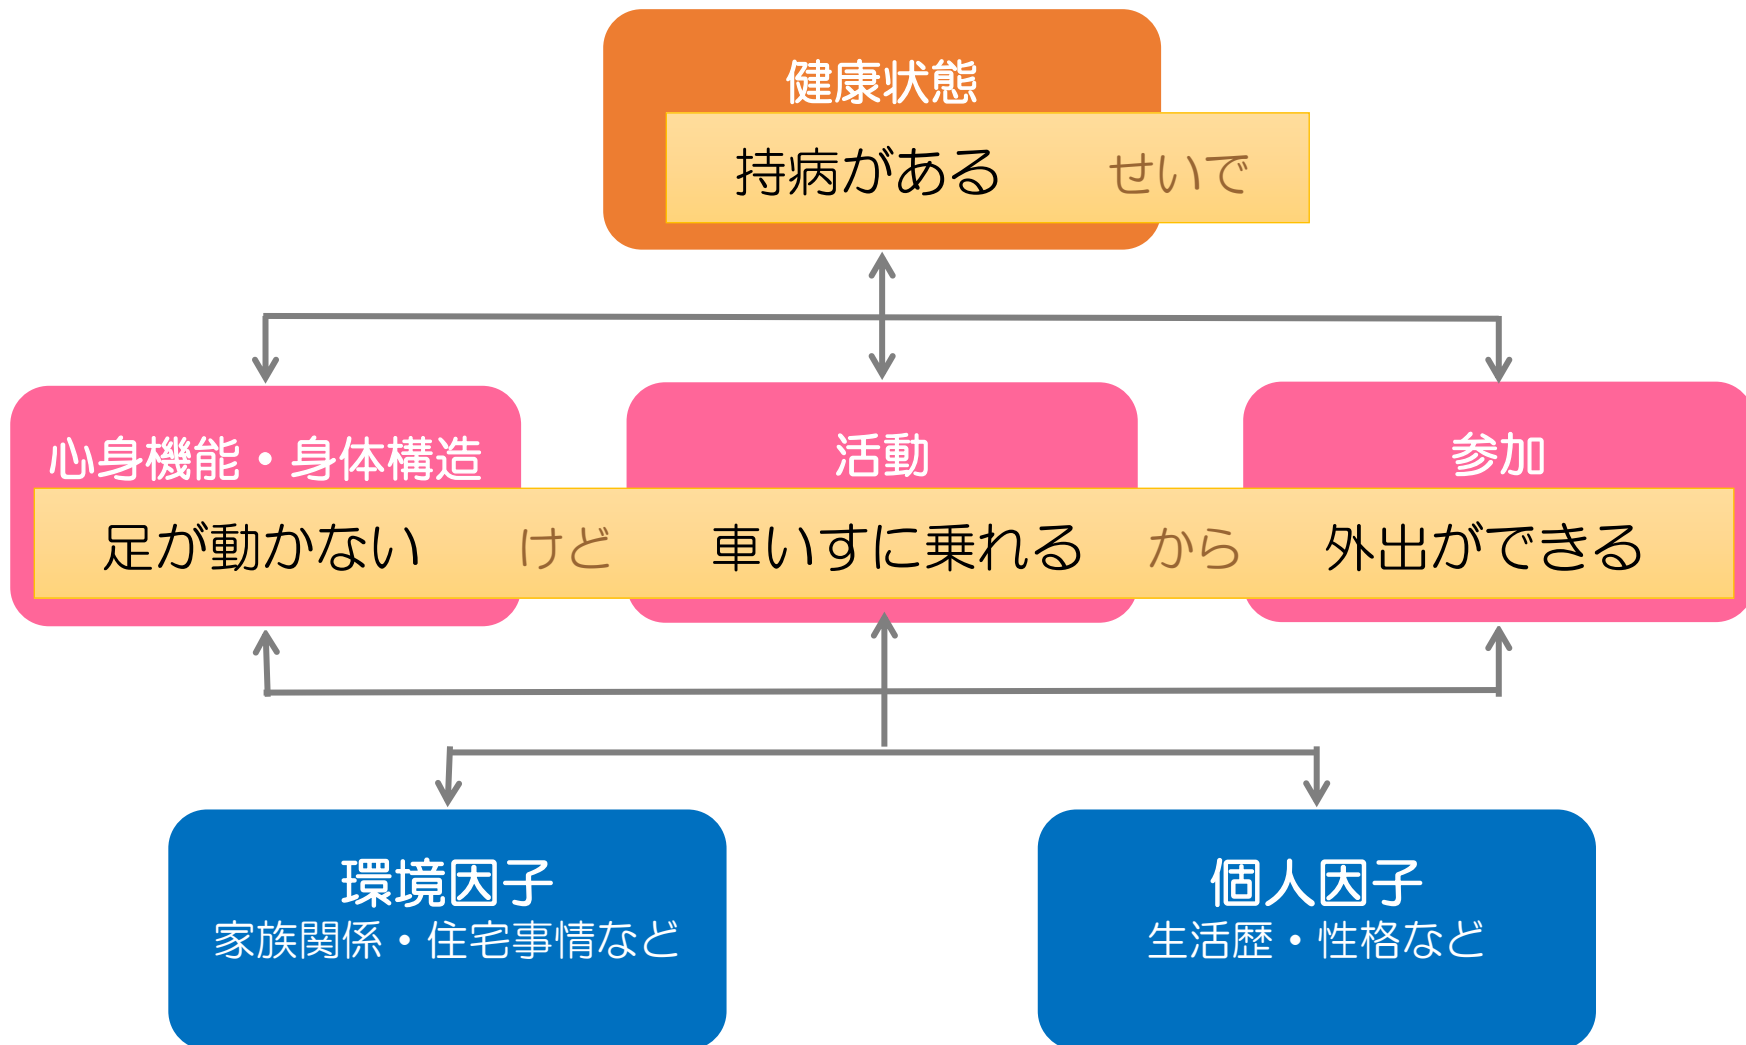 健康状態
持病がある せいで
心身機能・身体構造 活動 参加
足が動かない けど 車いすに乗れる から 外出ができる
環境因子 個人因子
家族関係・住宅事情など 生活歴・性格など